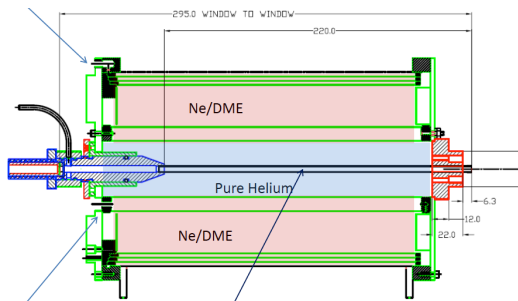 295.0 WINDOW TO WINDOW
220.0
Ne/DME
Pure Helium
6.3
12.0
22.0
Ne/DME